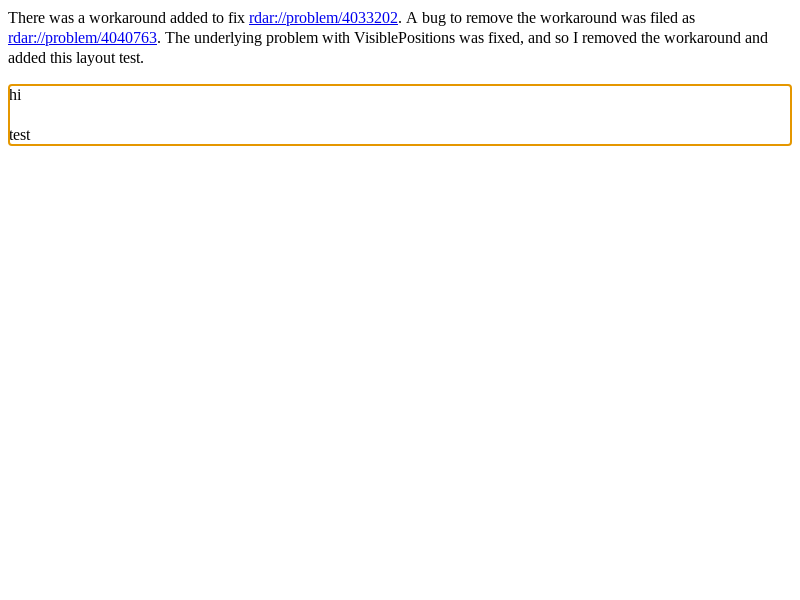 There was a workaround added to fix rdar://problem/4033202. A bug to remove the workaround was filed as
rdar://problem/4040763. The underlying problem with VisiblePositions was fixed, and so I removed the workaround and
added this layout test.
hi
test